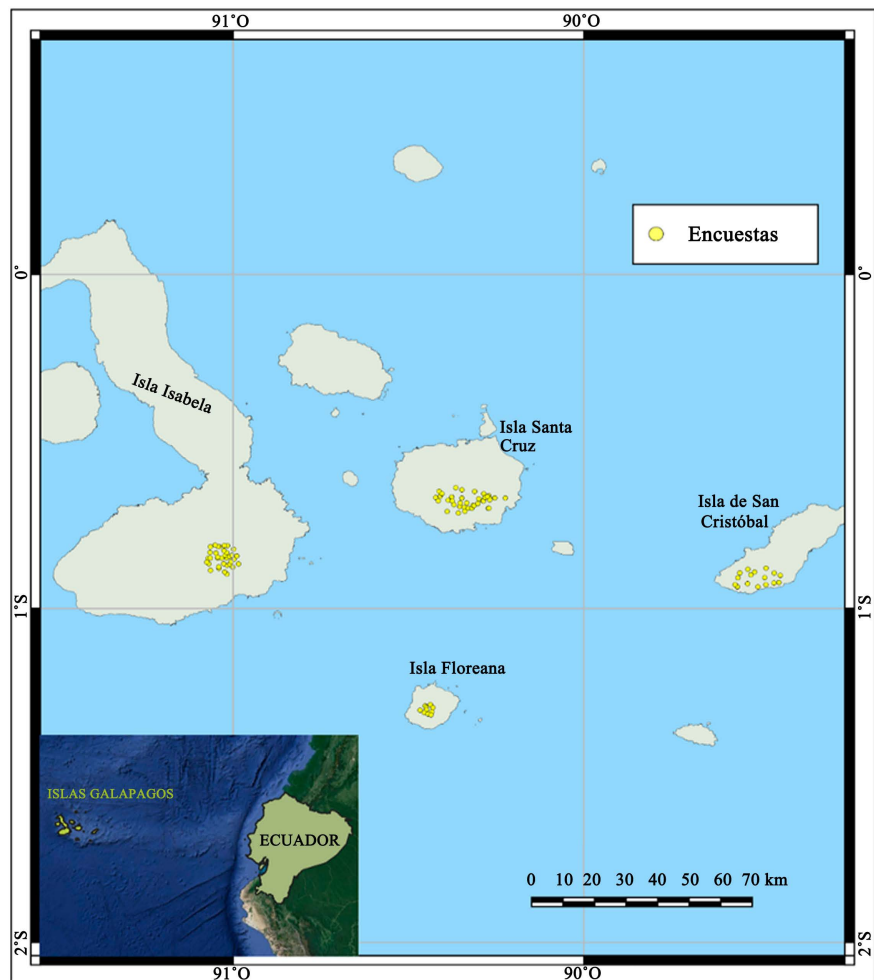 91°O
90°O
Encuestas
0°
0°
Isla Isabela
Isla Santa
Cruz
Isla de San
Cristóbal
1°S
1°S
Isla Floreana
ISLAS GALAPAGOS
ECUADOR
0 10 20 30 40 50 60 70 km
2°S
2°S
91°O
90°O